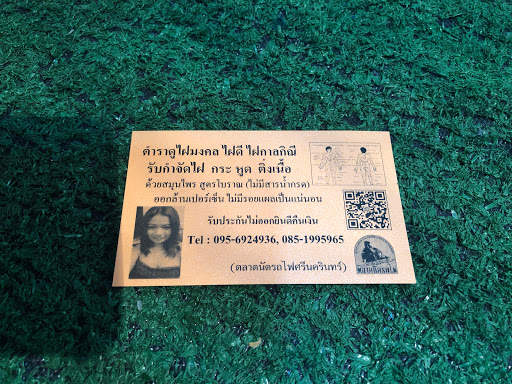 ตำราดูไฝมงคล ไฝดี ไฝกาลกิณี
รับกำจัดไฝ กระ หูด ติ่งเนื้อ
ด้วยสมุนไพร สูตรโบราณ (ไม่มีสารน้ำกรด)
ออกล้านเปอร์เซ็น ไม่มีรอยแผลเป็นแน่นอน
รับประกันไม่ออกยินดีคืนเงิน
Tel : 095-6924936, 085-1995965
(ตลาดนัดรถไฟศรีนครินทร์)